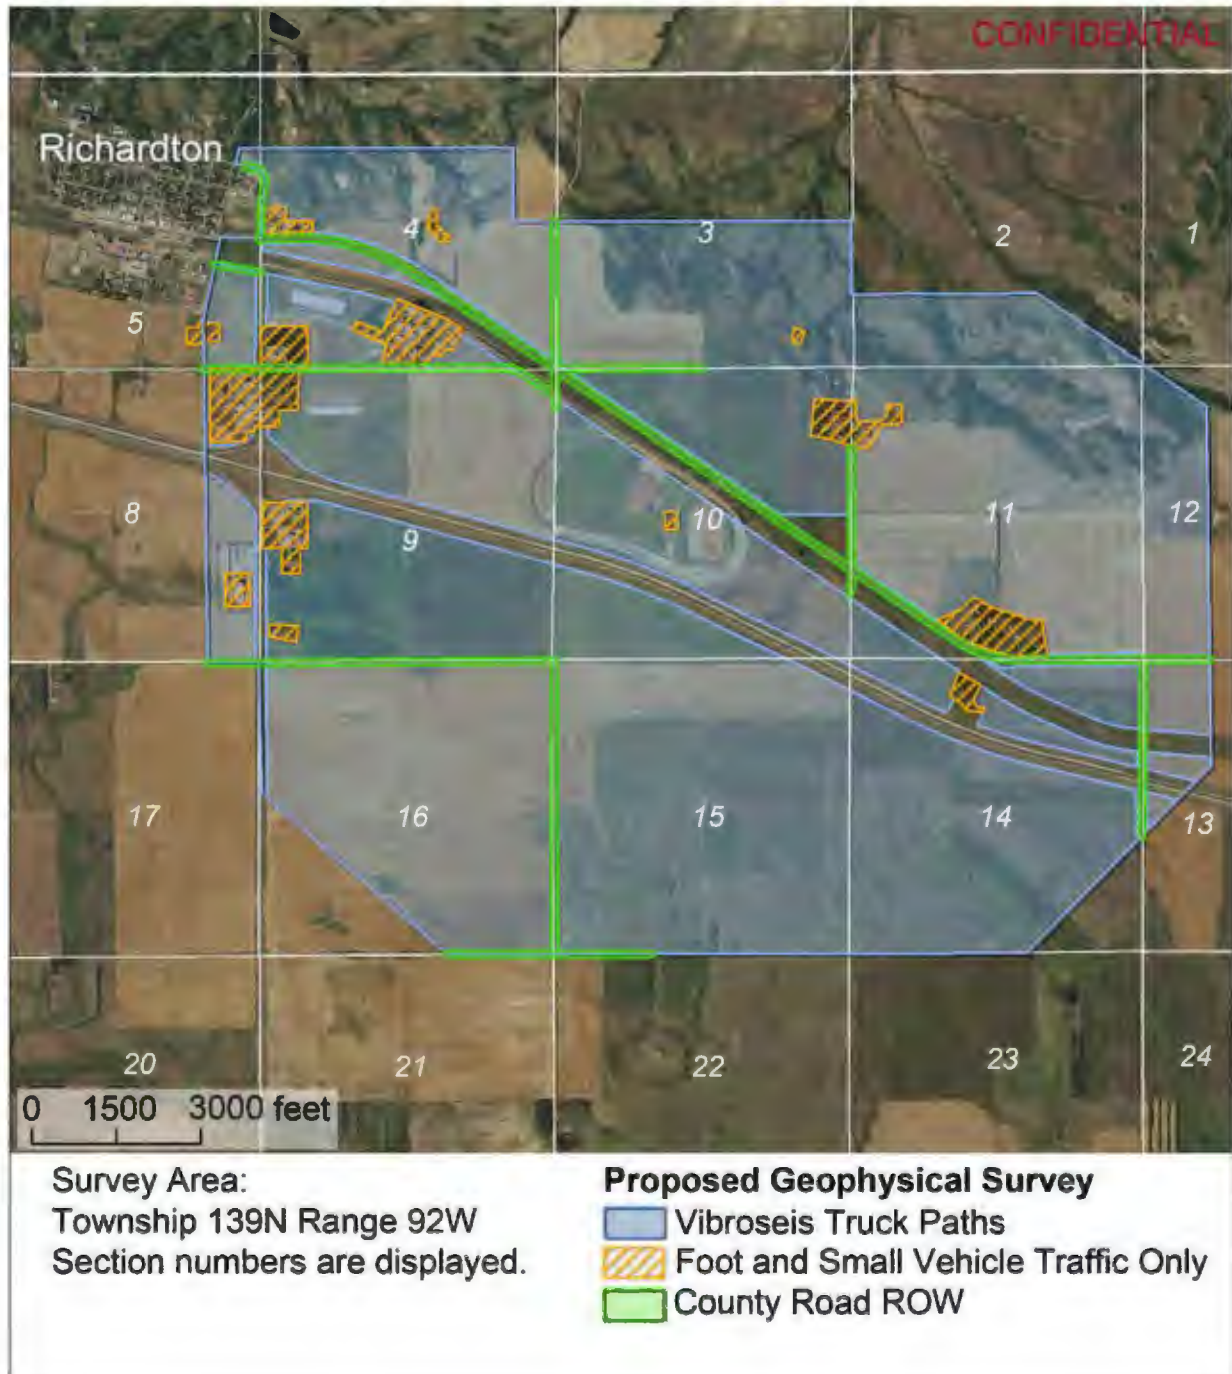 CONFIDENTIAL
Richardton
4
3
2
1
5
8
9
10
11
12
17
16
15
14
13
20
21
22
23
24
0 1500 3000 feet
Survey Area:
Township 139N Range 92W
Section numbers are displayed.
Proposed Geophysical Survey
Vibroseis Truck Paths
Foot and Small Vehicle Traffic Only
County Road ROW